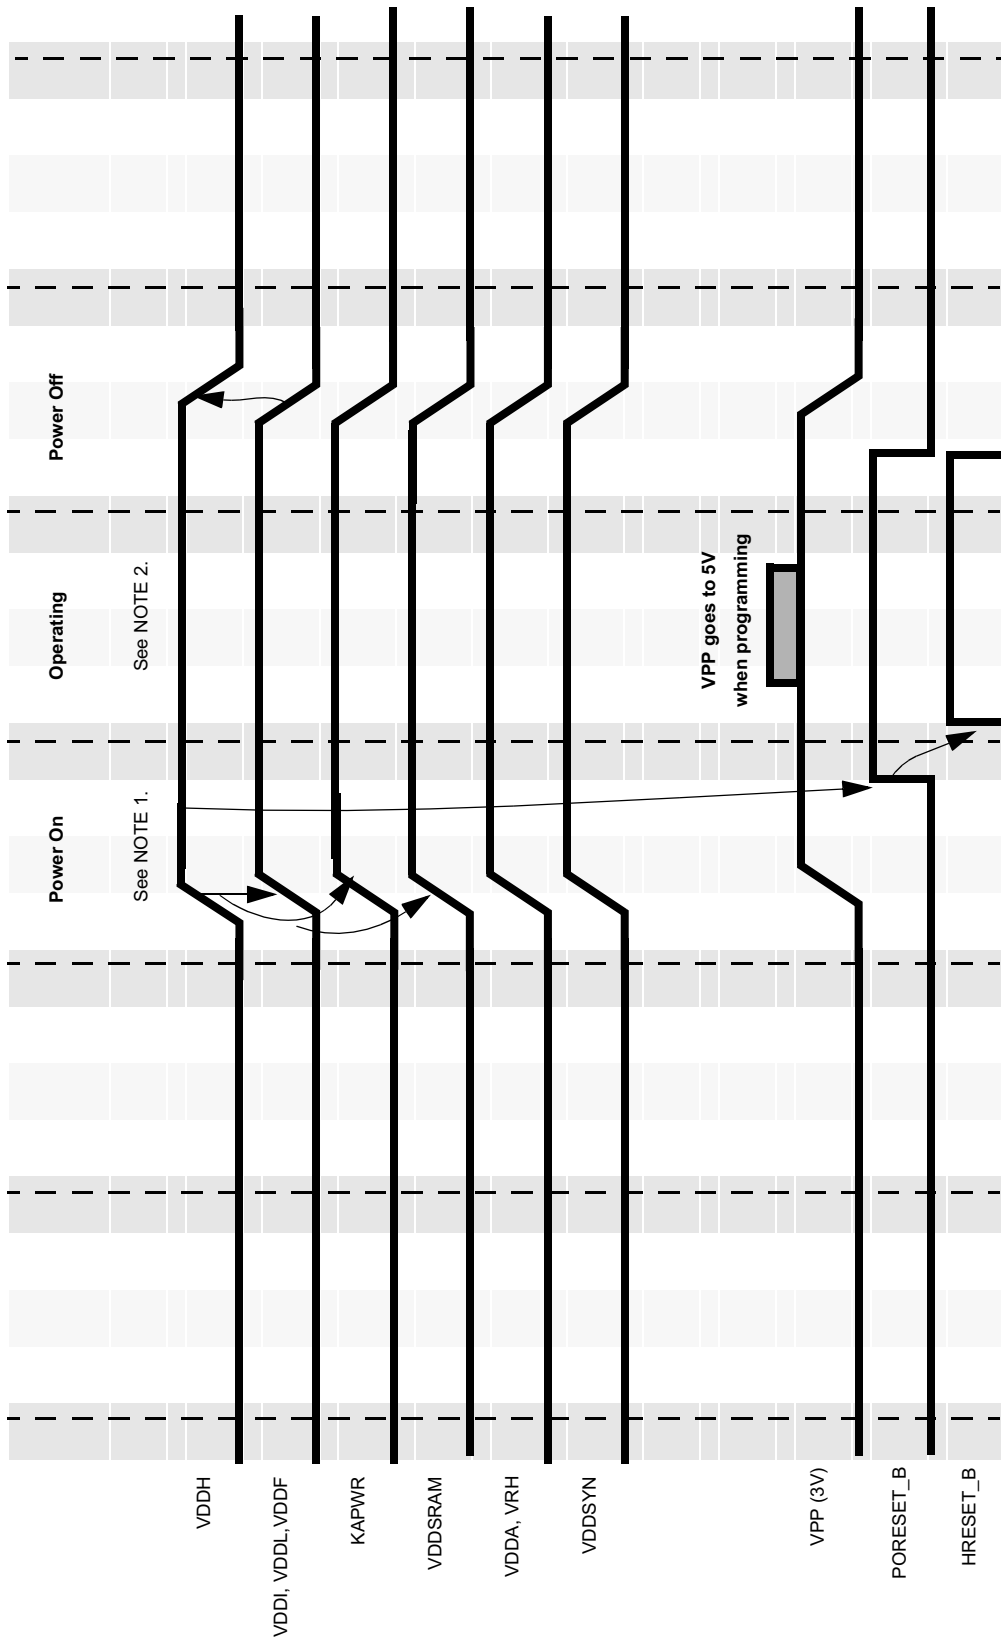 Power On
Operating
Power Off
See NOTE 1.
See NOTE 2.
VDDH
VDDI, VDDL,VDDF
KAPWR
VDDSRAM
VDDA, VRH
VDDSYN
VPP goes to 5V
when programming
VPP (3V)
PORESET_B
HRESET_B